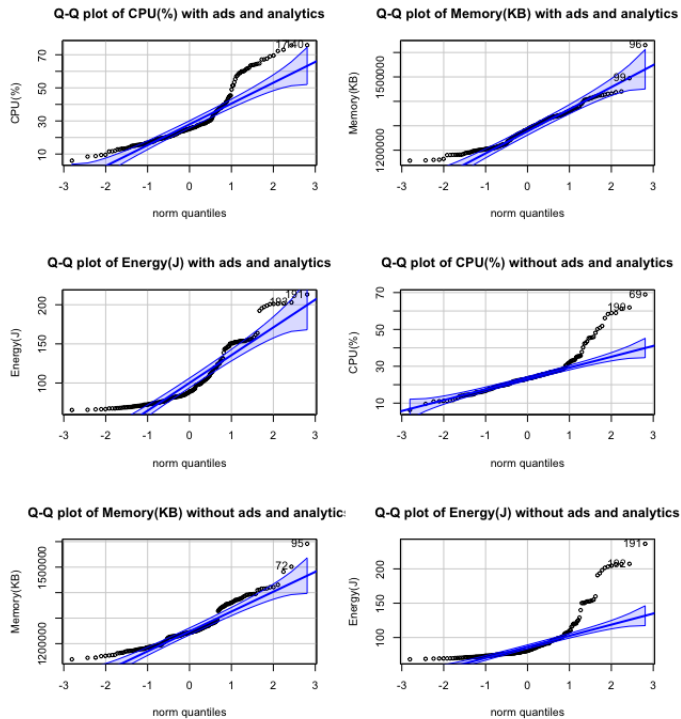 Q-Q plot of CPU(%) with ads and analytics
CPU(%)
70
50
30
10
1740
-3 -2 -1 0 1 2 3
norm quantiles
Q-Q plot of Memory(KB) with ads and analytics
Memory(KB)
1500000
1200000
96
99
-3 -2 -1 0 1 2 3
norm quantiles
Q-Q plot of Energy(J) with ads and analytics
Energy(J)
200
150
100
191
-3 -2 -1 0 1 2 3
norm quantiles
Q-Q plot of CPU(%) without ads and analytics
CPU(%)
70
50
30
10
69
199
-3 -2 -1 0 1 2 3
norm quantiles
Q-Q plot of Memory(KB) without ads and analytic
Memory(KB)
1500000
1200000
95
72
-3 -2 -1 0 1 2 3
norm quantiles
Q-Q plot of Energy(J) without ads and analytics
Energy(J)
200
150
100
191
-3 -2 -1 0 1 2 3
norm quantiles